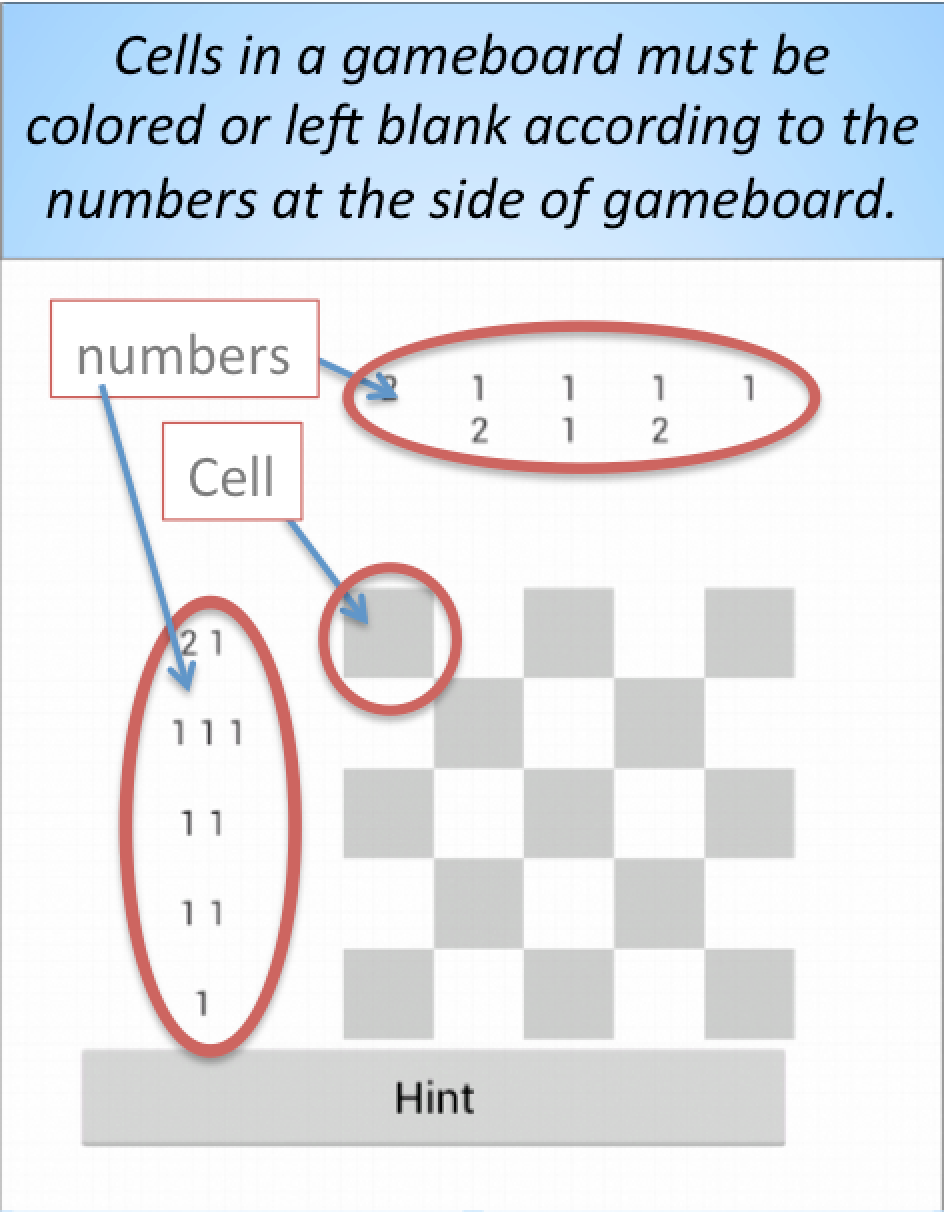 Cells in a gameboard must be
colored or left blank according to the
numbers at the side of gameboard.
numbers
2 1 1 1 1
2 1 2
Cell
2 1
1 1 1
1 1
1 1
1
Hint